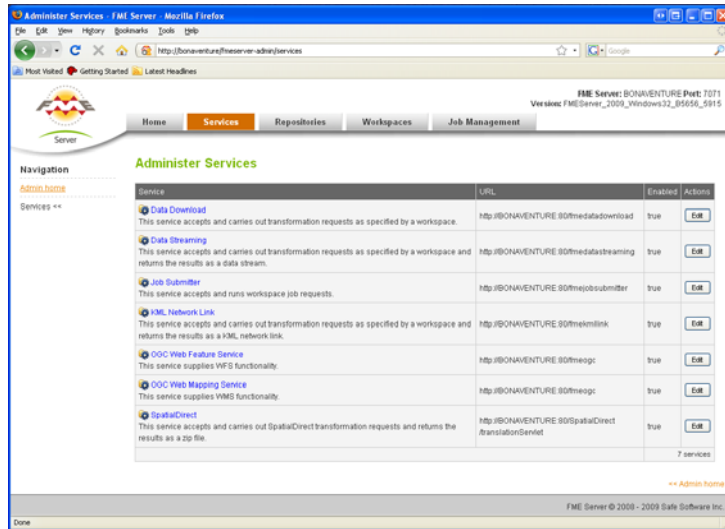 Administer Services - FME Server - Mozilla Firefox
File Edit View History Bookmarks Tools Help
http://bonaventure/fmeserver-admin/services
Google
Most Visited Getting Started Latest Headlines
FME Server: BONAVENTURE Port: 7071
Version: FMEServer_2009_Windows32_B5656_5915
FME
Server
Home Services Repositories Workspaces Job Management
Navigation
Admin home
Services <<
Administer Services
Service URL Enabled Actions
Data Download
This service accepts and carries out transformation requests as specified by a workspace.
http://BONAVENTURE:80/fmedatadownload true Edit
Data Streaming
This service accepts and carries out transformation requests as specified by a workspace and
returns the results as a data stream.
http://BONAVENTURE:80/fmedatastreaming true Edit
Job Submitter
This service accepts and runs workspace job requests.
http://BONAVENTURE:80/fmejobsubmitter true Edit
KML Network Link
This service accepts and carries out transformation requests as specified by a workspace and
returns the results as a KML network link.
http://BONAVENTURE:80/fmekmllink true Edit
OGC Web Feature Service
This service supplies WFS functionality.
http://BONAVENTURE:80/fmeogc true Edit
OGC Web Mapping Service
This service supplies WMS functionality.
http://BONAVENTURE:80/fmeogc true Edit
SpatialDirect
This service accepts and carries out SpatialDirect transformation requests and returns the
results as a zip file.
http://BONAVENTURE:80/SpatialDirect
/translationServlet
true Edit
7 services
<< Admin home
FME Server © 2008 - 2009 Safe Software Inc.
Done